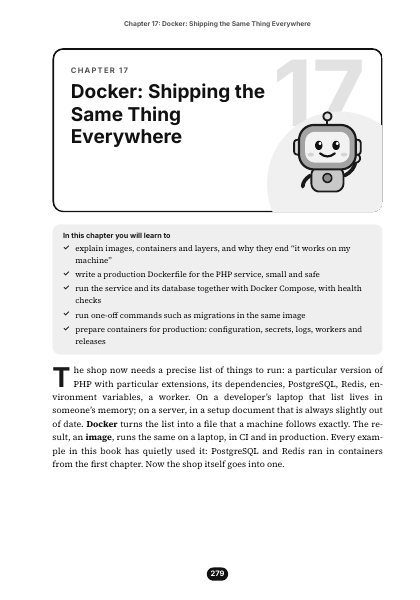 Chapter 17: Docker: Shipping the Same Thing Everywhere
17
CHAPTER 17
Docker: Shipping the
Same Thing
Everywhere
In this chapter you will learn to
✓ explain images, containers and layers, and why they end “it works on my
machine”
✓ write a production Dockerfile for the PHP service, small and safe
✓ run the service and its database together with Docker Compose, with health
checks
✓ run one-off commands such as migrations in the same image
✓ prepare containers for production: configuration, secrets, logs, workers and
releases
The shop now needs a precise list of things to run: a particular version of
PHP with particular extensions, its dependencies, PostgreSQL, Redis, en-
vironment variables, a worker. On a developer’s laptop that list lives in
someone’s memory; on a server, in a setup document that is always slightly out
of date. Docker turns the list into a file that a machine follows exactly. The re-
sult, an image, runs the same on a laptop, in CI and in production. Every exam-
ple in this book has quietly used it: PostgreSQL and Redis ran in containers
from the first chapter. Now the shop itself goes into one.
279